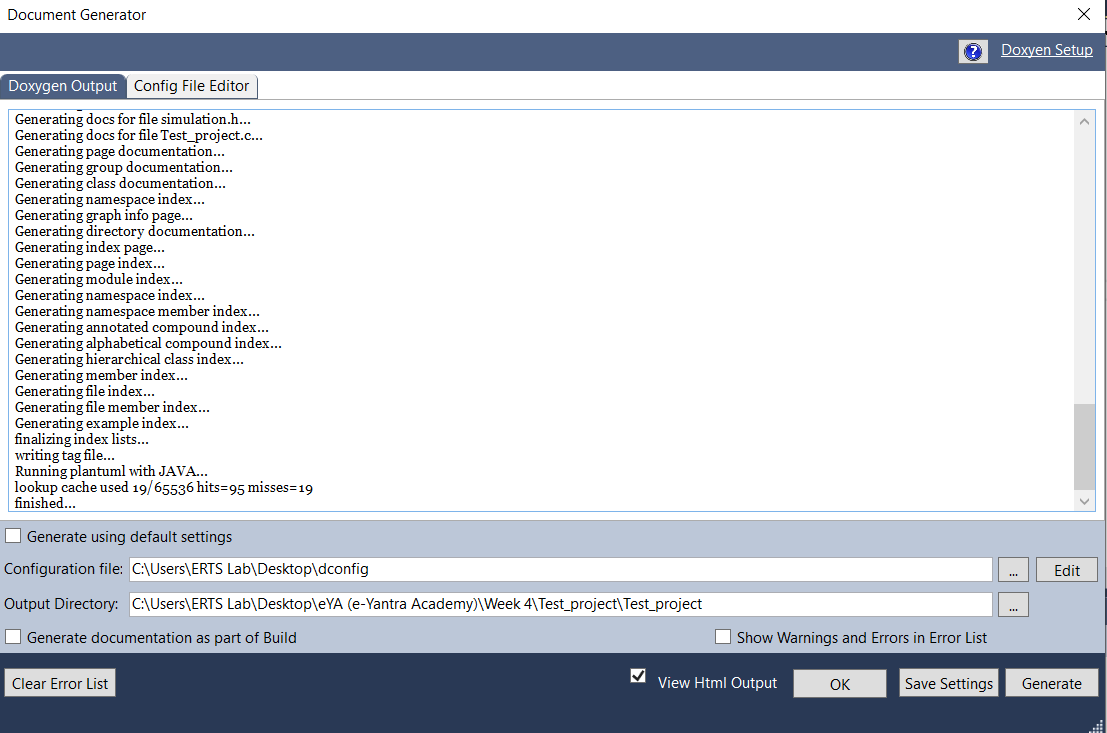 Document Generator
Doxyen Setup
Doxygen Output Config File Editor
Generating docs for file simulation.h...
Generating docs for file Test_project.c...
Generating page documentation...
Generating group documentation...
Generating class documentation...
Generating namespace index...
Generating graph info page...
Generating directory documentation...
Generating index page...
Generating page index...
Generating module index...
Generating namespace index...
Generating namespace member index...
Generating annotated compound index...
Generating alphabetical compound index...
Generating hierarchical class index...
Generating member index...
Generating file index...
Generating file member index...
Generating example index...
finalizing index lists...
writing tag file...
Running plantuml with JAVA...
lookup cache used 19/65536 hits=95 misses=19
finished...
Generate using default settings
Configuration file: C:\Users\ERTS Lab\Desktop\dconfig ... Edit
Output Directory: C:\Users\ERTS Lab\Desktop\eYA (e-Yantra Academy)\Week 4\Test_project\Test_project ...
Generate documentation as part of Build Show Warnings and Errors in Error List
Clear Error List View Html Output OK Save Settings Generate